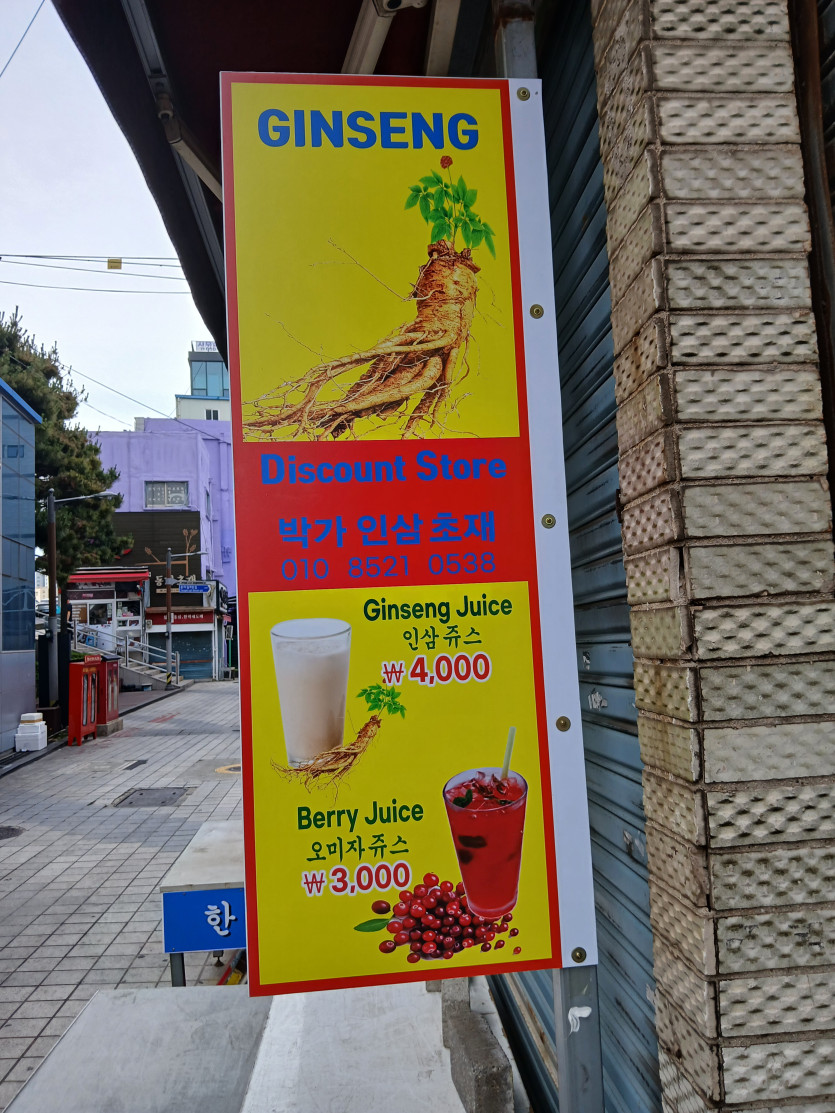 GINSENG
Discount Store
박가 인삼 초재
010 8521 0538
Ginseng Juice
인삼 쥬스
₩ 4,000
Berry Juice
오미자 쥬스
₩ 3,000
한